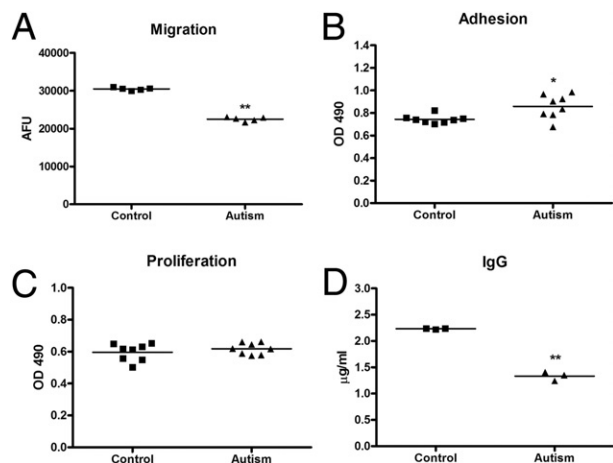 A
Migration
40000
30000
20000
10000
0
AFU
**
Control
Autism
B
Adhesion
1.4
1.2
1.0
0.8
0.6
0.4
0.2
0.0
OD 490
*
Control
Autism
C
Proliferation
1.0
0.8
0.6
0.4
0.2
0.0
OD 490
Control
Autism
D
IgG
2.5
2.0
1.5
1.0
0.5
0.0
µg/ml
**
Control
Autism